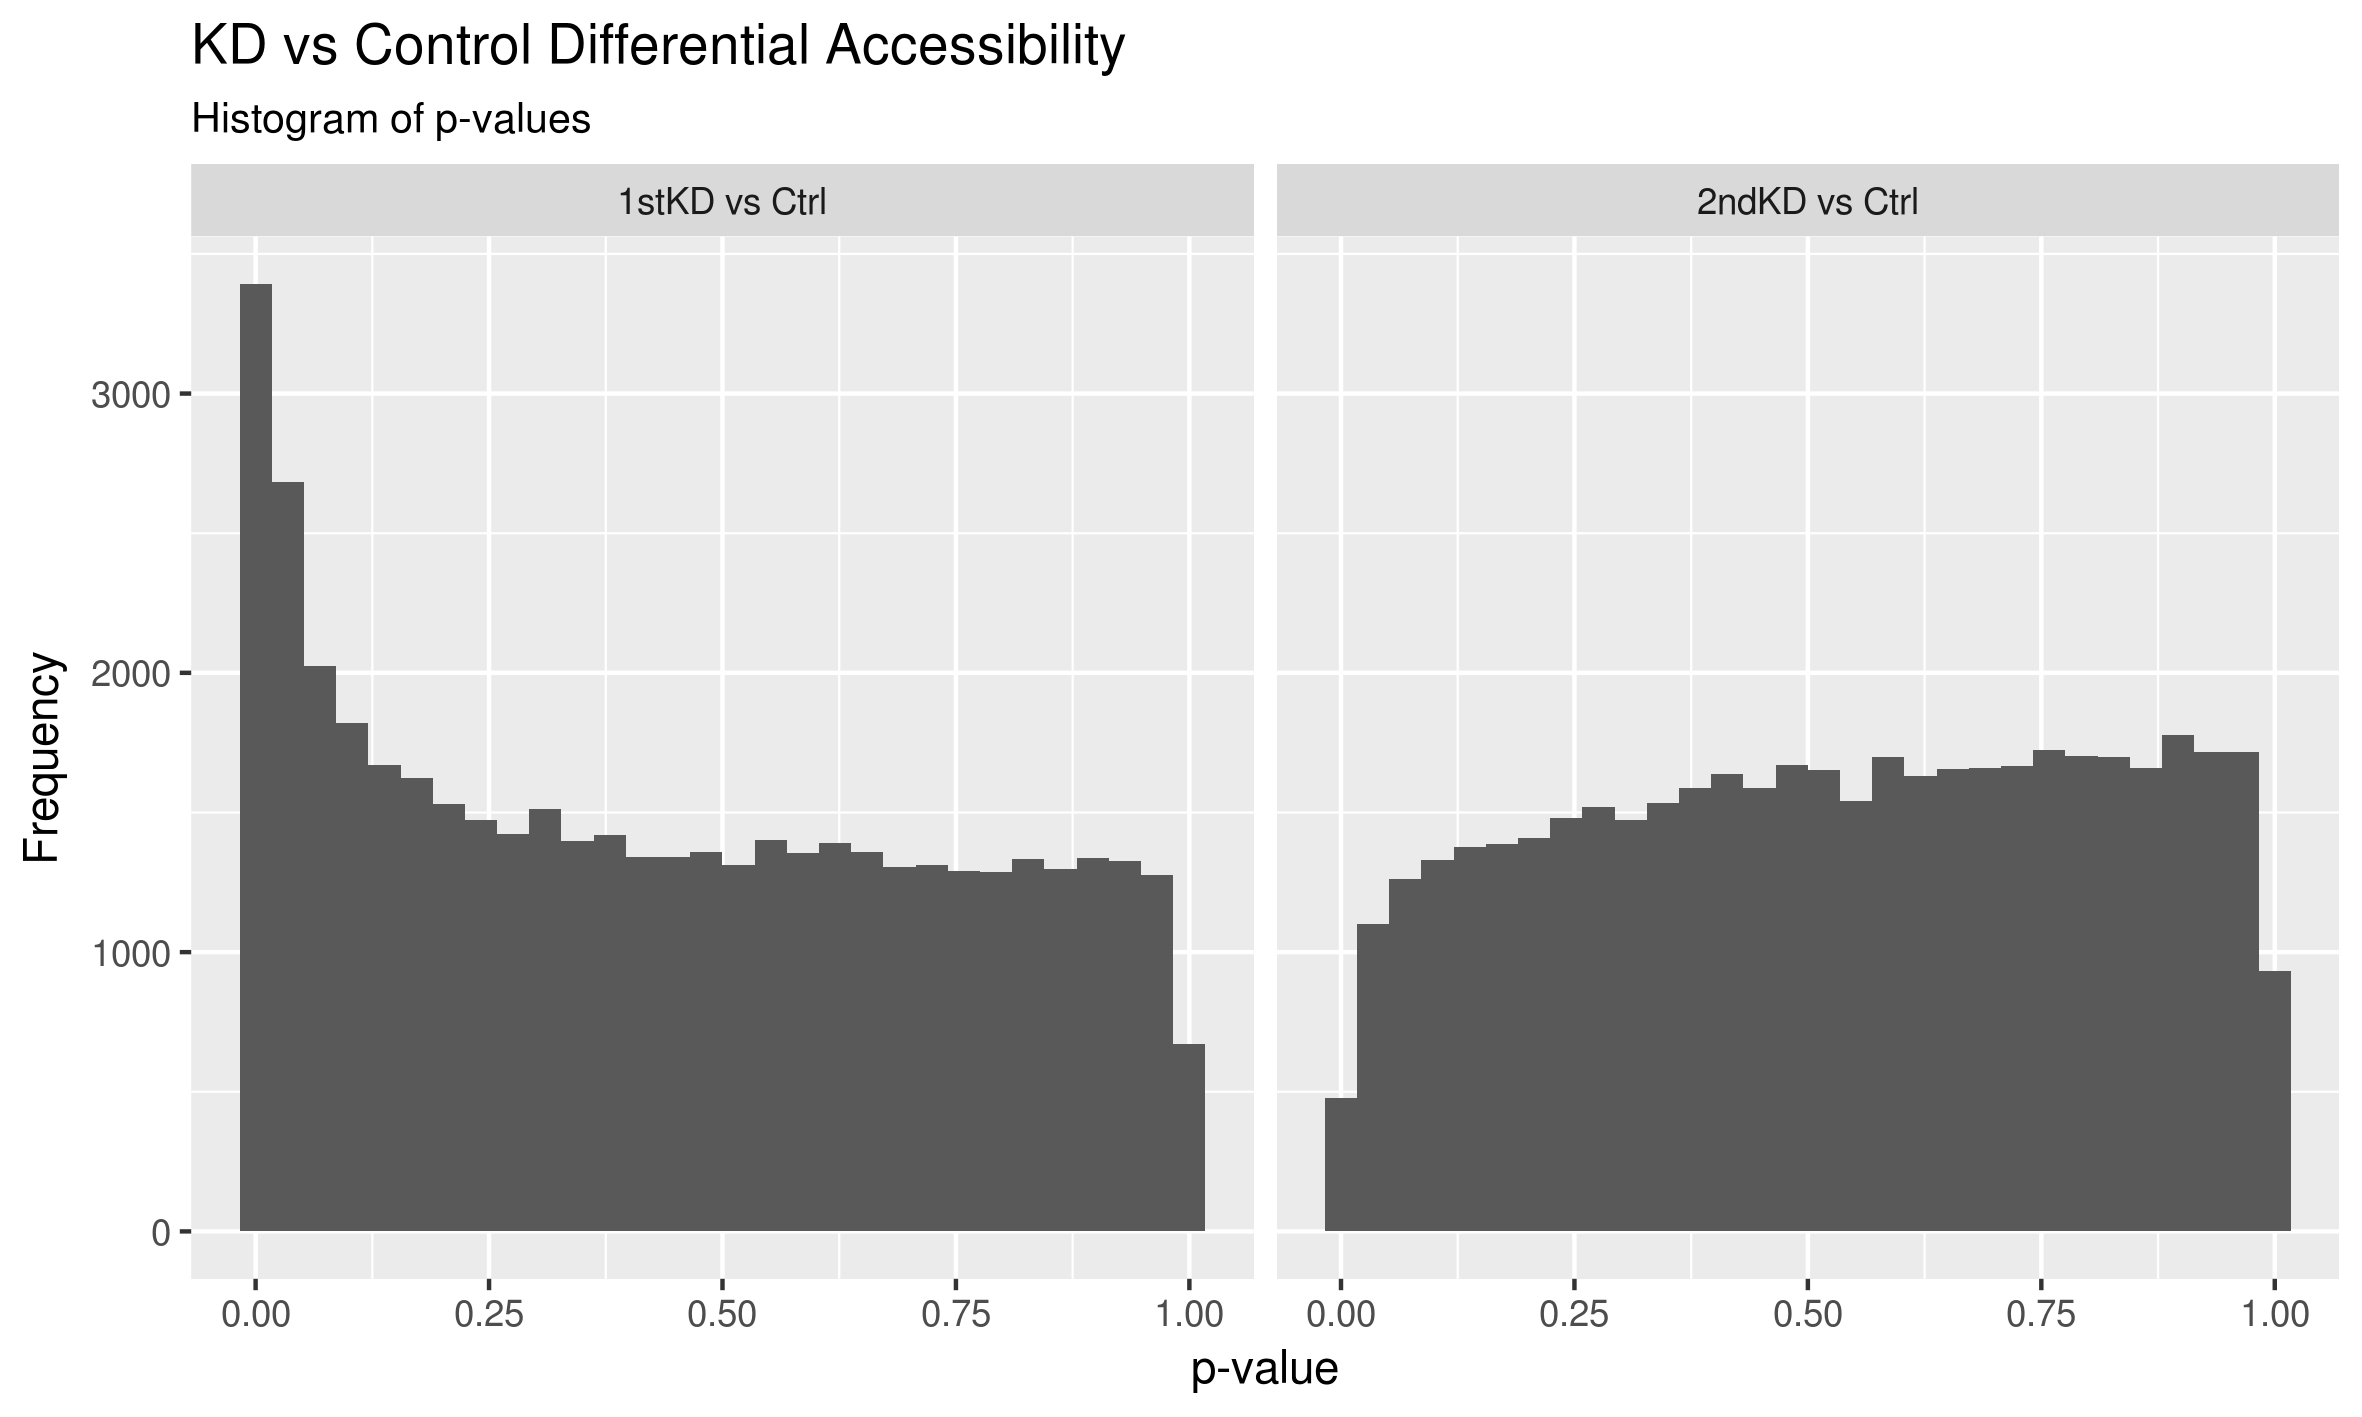 KD vs Control Differential Accessibility
Histogram of p-values
1stKD vs Ctrl
2ndKD vs Ctrl
Frequency
3000
2000
1000
0
0.00 0.25 0.50 0.75 1.00
0.00 0.25 0.50 0.75 1.00
p-value